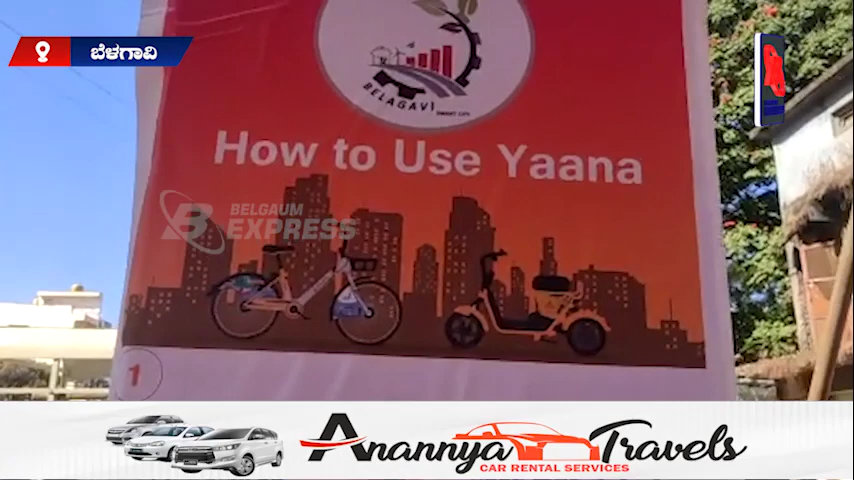 ಬೆಳಗಾವಿ
BELAGAVI
SMART CITY
How to Use Yaana
BELGAUM
EXPRESS
1
Anannya Travels
CAR RENTAL SERVICES